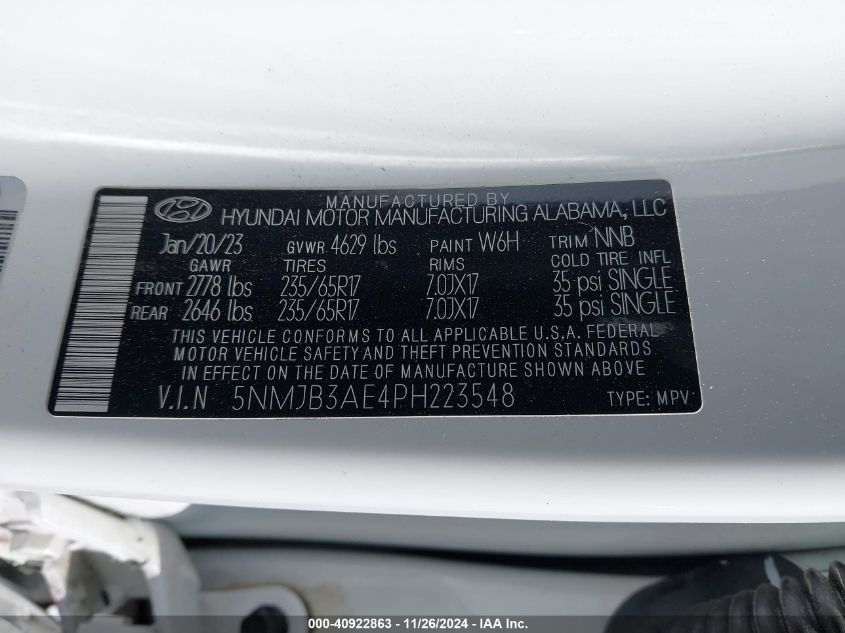 MANUFACTURED BY
HYUNDAI MOTOR MANUFACTURING ALABAMA, LLC
Jan/20/23 GVWR 4629 lbs PAINT W6H TRIM NNB
GAWR TIRES RIMS COLD TIRE INFL
FRONT 2778 lbs 235/65R17 7.0JX17 35 psi SINGLE
REAR 2646 lbs 235/65R17 7.0JX17 35 psi SINGLE
THIS VEHICLE CONFORMS TO ALL APPLICABLE U.S.A. FEDERAL
MOTOR VEHICLE SAFETY AND THEFT PREVENTION STANDARDS
IN EFFECT ON THE DATE OF MANUFACTURE SHOWN ABOVE.
V.I.N 5NMJB3AE4PH223548 TYPE: MPV
000-40922863 - 11/26/2024 - IAA Inc.